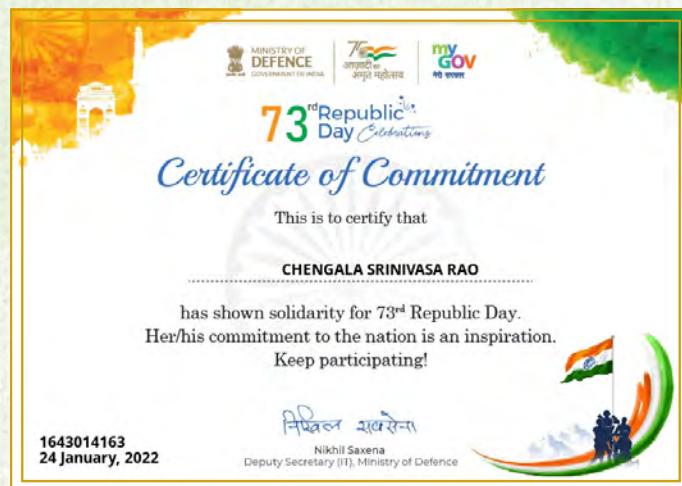 MINISTRY OF
DEFENCE
GOVERNMENT OF INDIA
आज़ादी का
अमृत महोत्सव
my
GOV
मेरी सरकार
73rd Republic
Day Celebrations
Certificate of Commitment
This is to certify that
CHENGALA SRINIVASA RAO
has shown solidarity for 73rd Republic Day.
Her/his commitment to the nation is an inspiration.
Keep participating!
निखिल सक्सेना
Nikhil Saxena
Deputy Secretary (IT), Ministry of Defence
1643014163
24 January, 2022